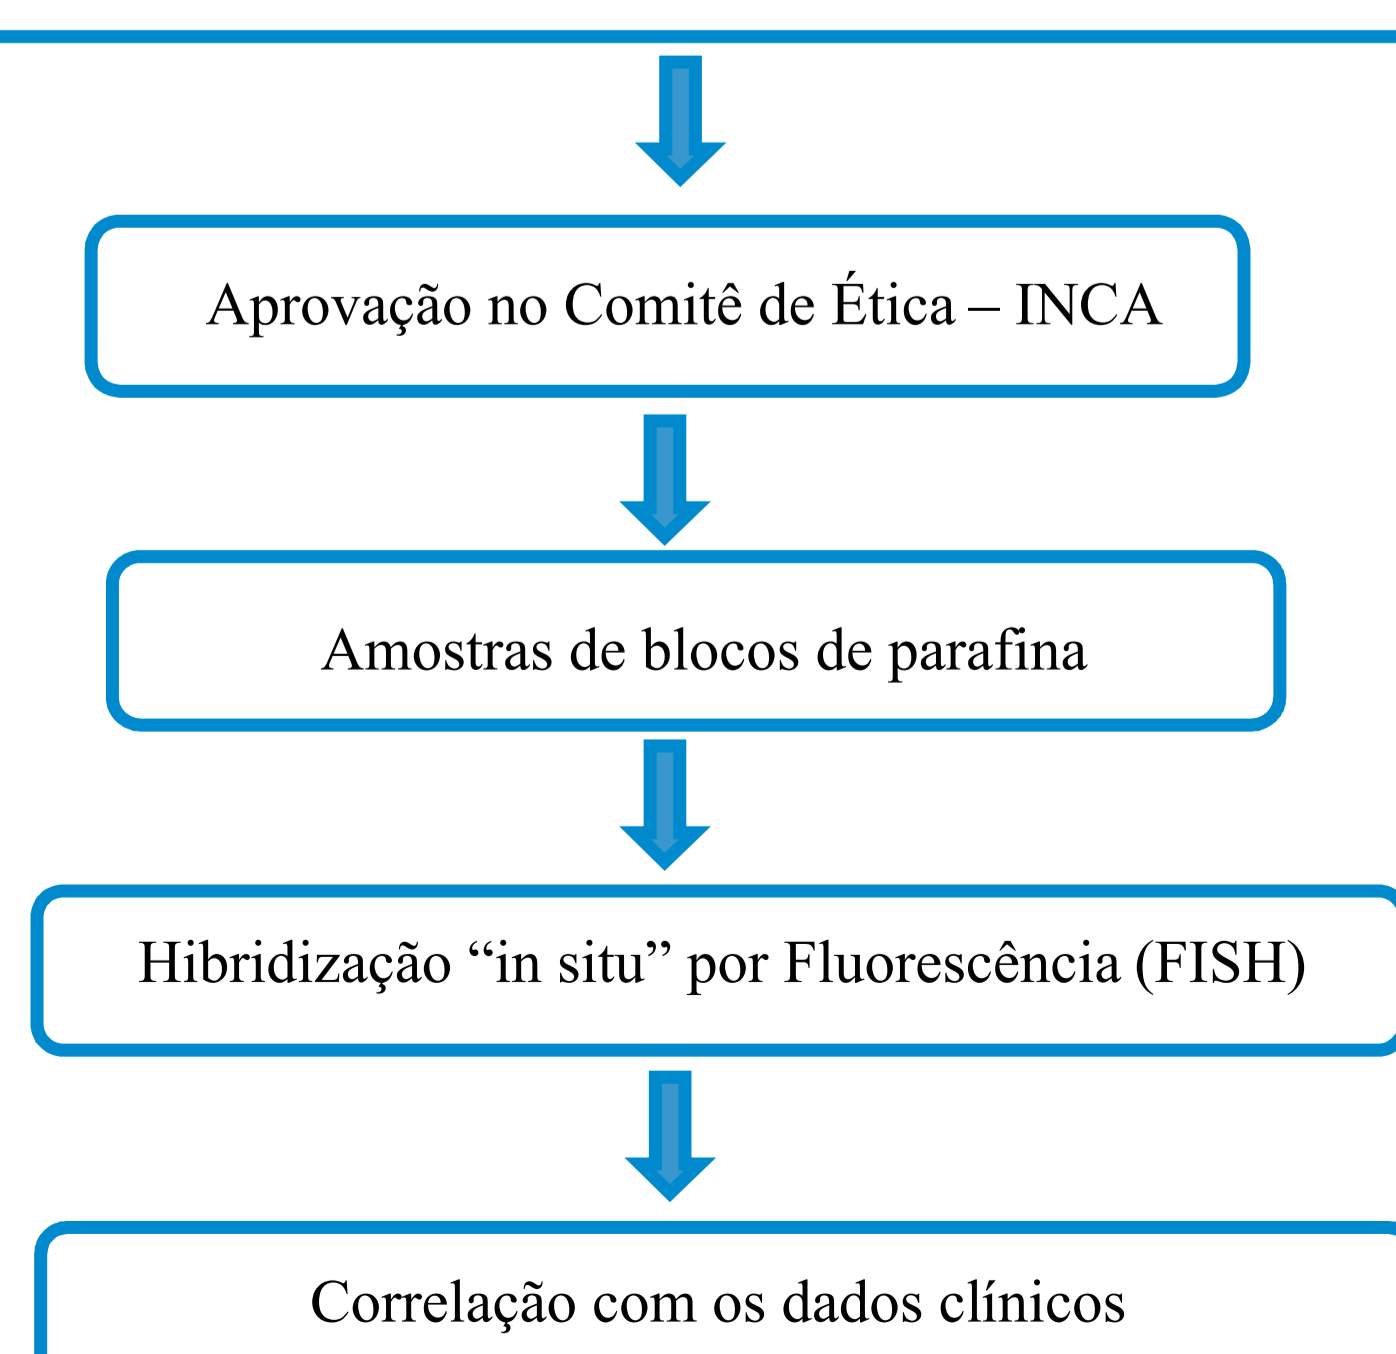 Aprovação no Comitê de Ética – INCA
Amostras de blocos de parafina
Hibridização “in situ” por Fluorescência (FISH)
Correlação com os dados clínicos